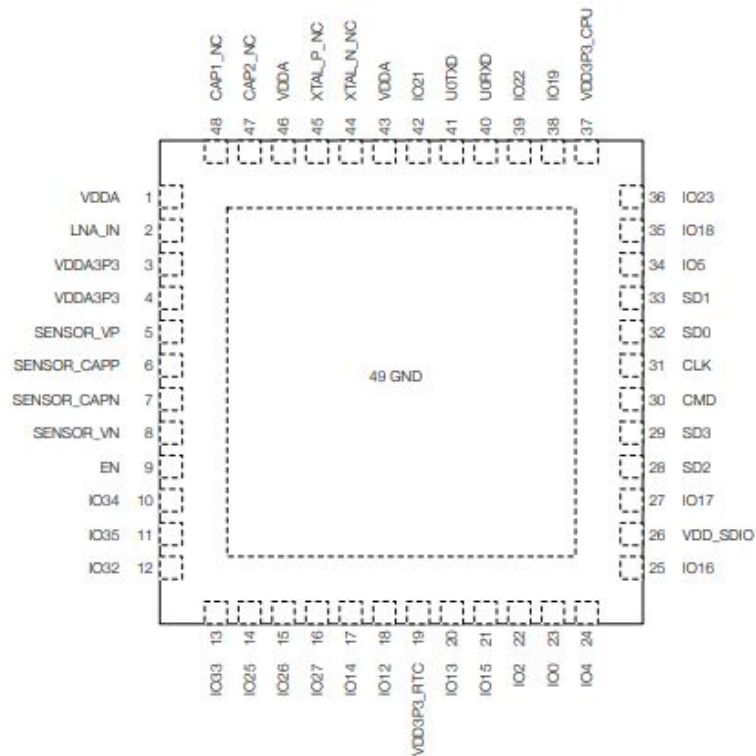 CAP1_NC 48
CAP2_NC 47
VDDA 46
XTAL_P_NC 45
XTAL_N_NC 44
VDDA 43
IO21 42
U0TXD 41
U0RXD 40
IO22 39
IO19 38
VDD3P3_CPU 37
VDDA 1
LNA_IN 2
VDDA3P3 3
VDDA3P3 4
SENSOR_VP 5
SENSOR_CAPP 6
SENSOR_CAPN 7
SENSOR_VN 8
EN 9
IO34 10
IO35 11
IO32 12
49 GND
36 IO23
35 IO18
34 IO5
33 SD1
32 SD0
31 CLK
30 CMD
29 SD3
28 SD2
27 IO17
26 VDD_SDIO
25 IO16
IO33 13
IO25 14
IO26 15
IO27 16
IO14 17
IO12 18
VDD3P3_RTC 19
IO13 20
IO15 21
IO2 22
IO0 23
IO4 24